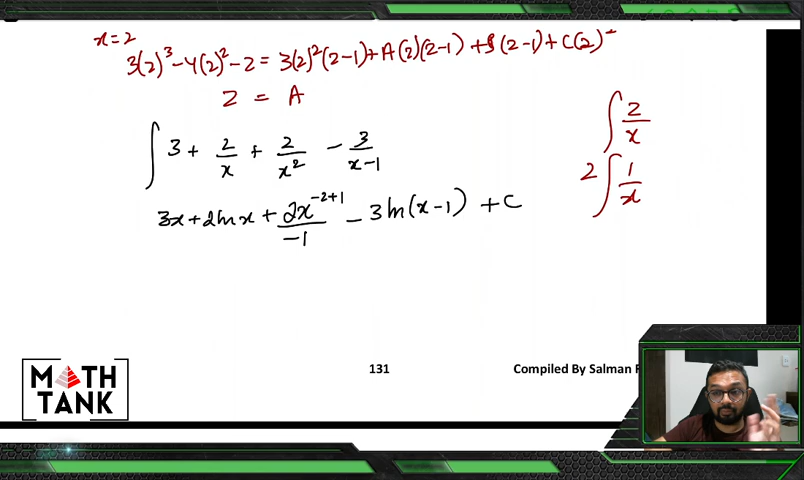 x=2
3(2)³-4(2)²-2 = 3(2)²(2-1)+A(2)(2-1)+B(2-1)+C(2)²
2 = A
∫ 3 + 2/x + 2/x² - 3/x-1
∫ 2/x
2 ∫ 1/x
3x+2lnx+2x⁻²⁺¹/-1 - 3ln(x-1) + C
MATH
TANK
131
Compiled By Salman